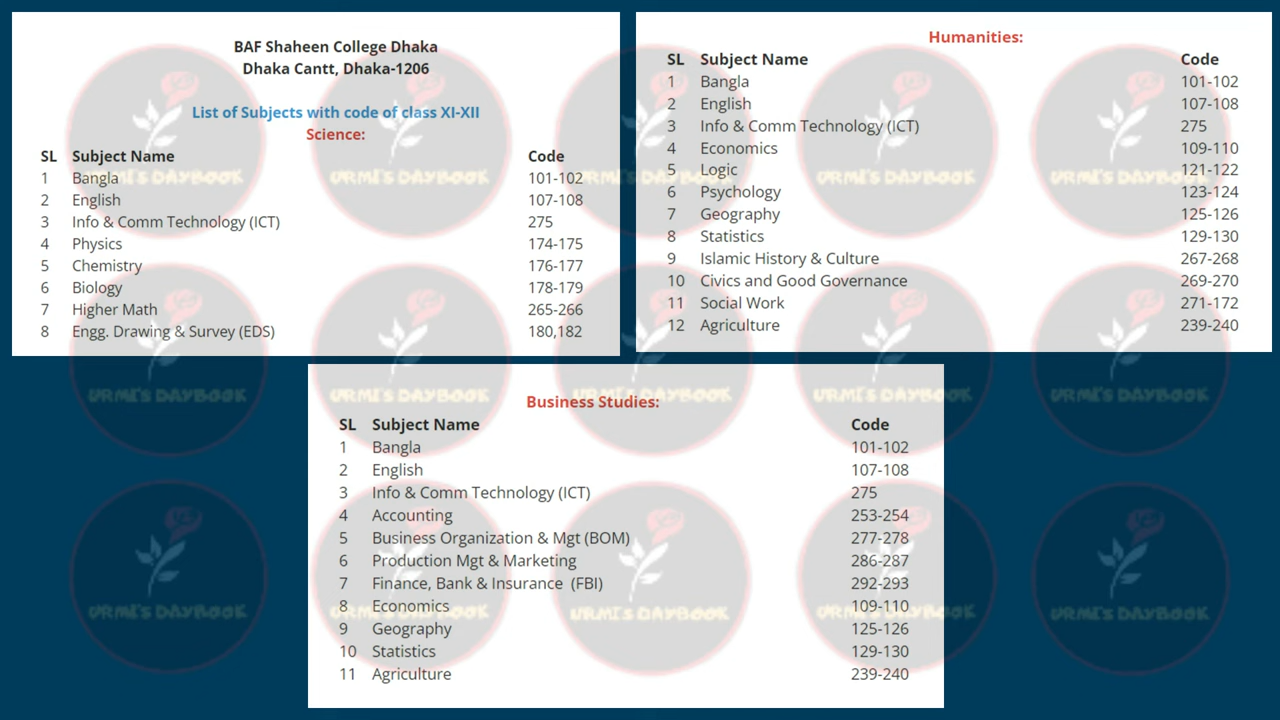 BAF Shaheen College Dhaka
Dhaka Cantt, Dhaka-1206
List of Subjects with code of class XI-XII
Science:
SL Subject Name Code
1 Bangla 101-102
2 English 107-108
3 Info & Comm Technology (ICT) 275
4 Physics 174-175
5 Chemistry 176-177
6 Biology 178-179
7 Higher Math 265-266
8 Engg. Drawing & Survey (EDS) 180,182
Humanities:
SL Subject Name Code
1 Bangla 101-102
2 English 107-108
3 Info & Comm Technology (ICT) 275
4 Economics 109-110
5 Logic 121-122
6 Psychology 123-124
7 Geography 125-126
8 Statistics 129-130
9 Islamic History & Culture 267-268
10 Civics and Good Governance 269-270
11 Social Work 271-172
12 Agriculture 239-240
Business Studies:
SL Subject Name Code
1 Bangla 101-102
2 English 107-108
3 Info & Comm Technology (ICT) 275
4 Accounting 253-254
5 Business Organization & Mgt (BOM) 277-278
6 Production Mgt & Marketing 286-287
7 Finance, Bank & Insurance (FBI) 292-293
8 Economics 109-110
9 Geography 125-126
10 Statistics 129-130
11 Agriculture 239-240
URMI'S DAYBOOK